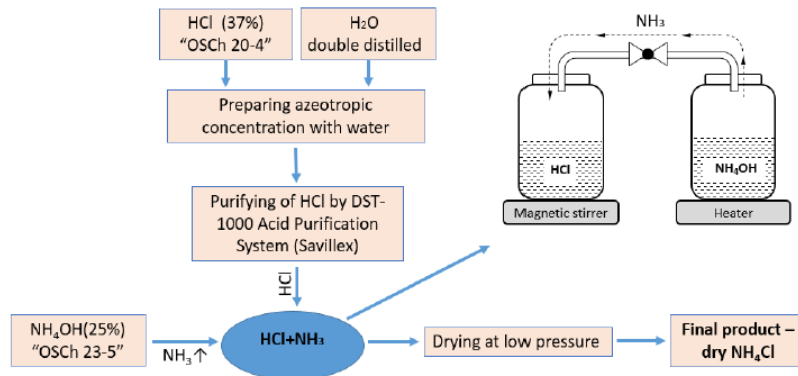 HCl (37%)
“OSCh 20-4”
H₂O
double distilled
NH₃
Preparing azeotropic
concentration with water
HCl
NH₄OH
Magnetic stirrer
Heater
Purifying of HCl by DST-
1000 Acid Purification
System (Savillex)
HCl
NH₄OH(25%)
“OSCh 23-5”
NH₃↑
HCl+NH₃
Drying at low pressure
Final product –
dry NH₄Cl